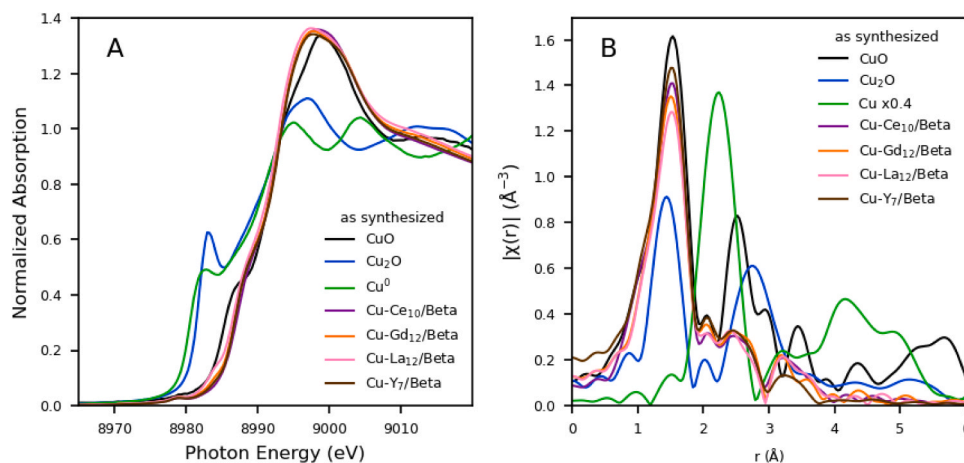 A
Normalized Absorption
1.4
1.2
1.0
0.8
0.6
0.4
0.2
0.0
as synthesized
CuO
Cu₂O
Cu⁰
Cu-Ce₁₀/Beta
Cu-Gd₁₂/Beta
Cu-La₁₂/Beta
Cu-Y₇/Beta
8970 8980 8990 9000 9010
Photon Energy (eV)
B
|χ(r)| (Å⁻³)
1.6
1.4
1.2
1.0
0.8
0.6
0.4
0.2
0.0
as synthesized
CuO
Cu₂O
Cu x0.4
Cu-Ce₁₀/Beta
Cu-Gd₁₂/Beta
Cu-La₁₂/Beta
Cu-Y₇/Beta
0 1 2 3 4 5
r (Å)